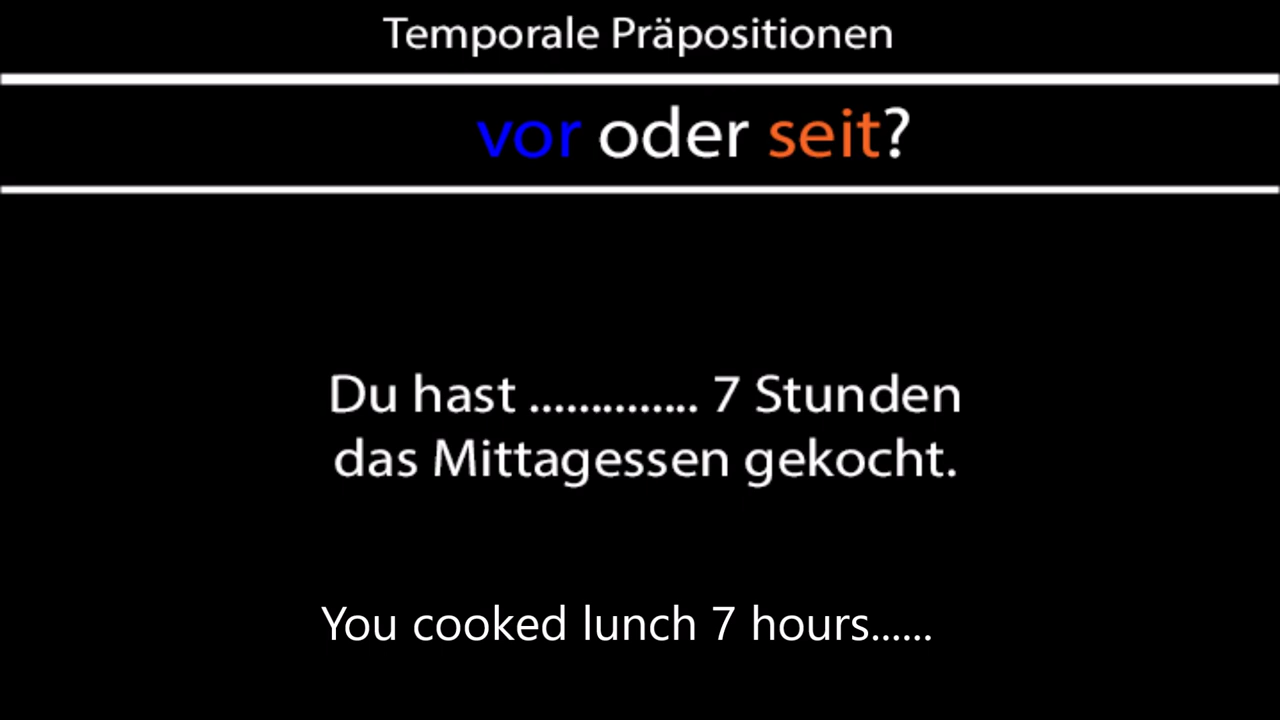 Temporale Präpositionen
vor oder seit?
Du hast .............. 7 Stunden
das Mittagessen gekocht.
You cooked lunch 7 hours......